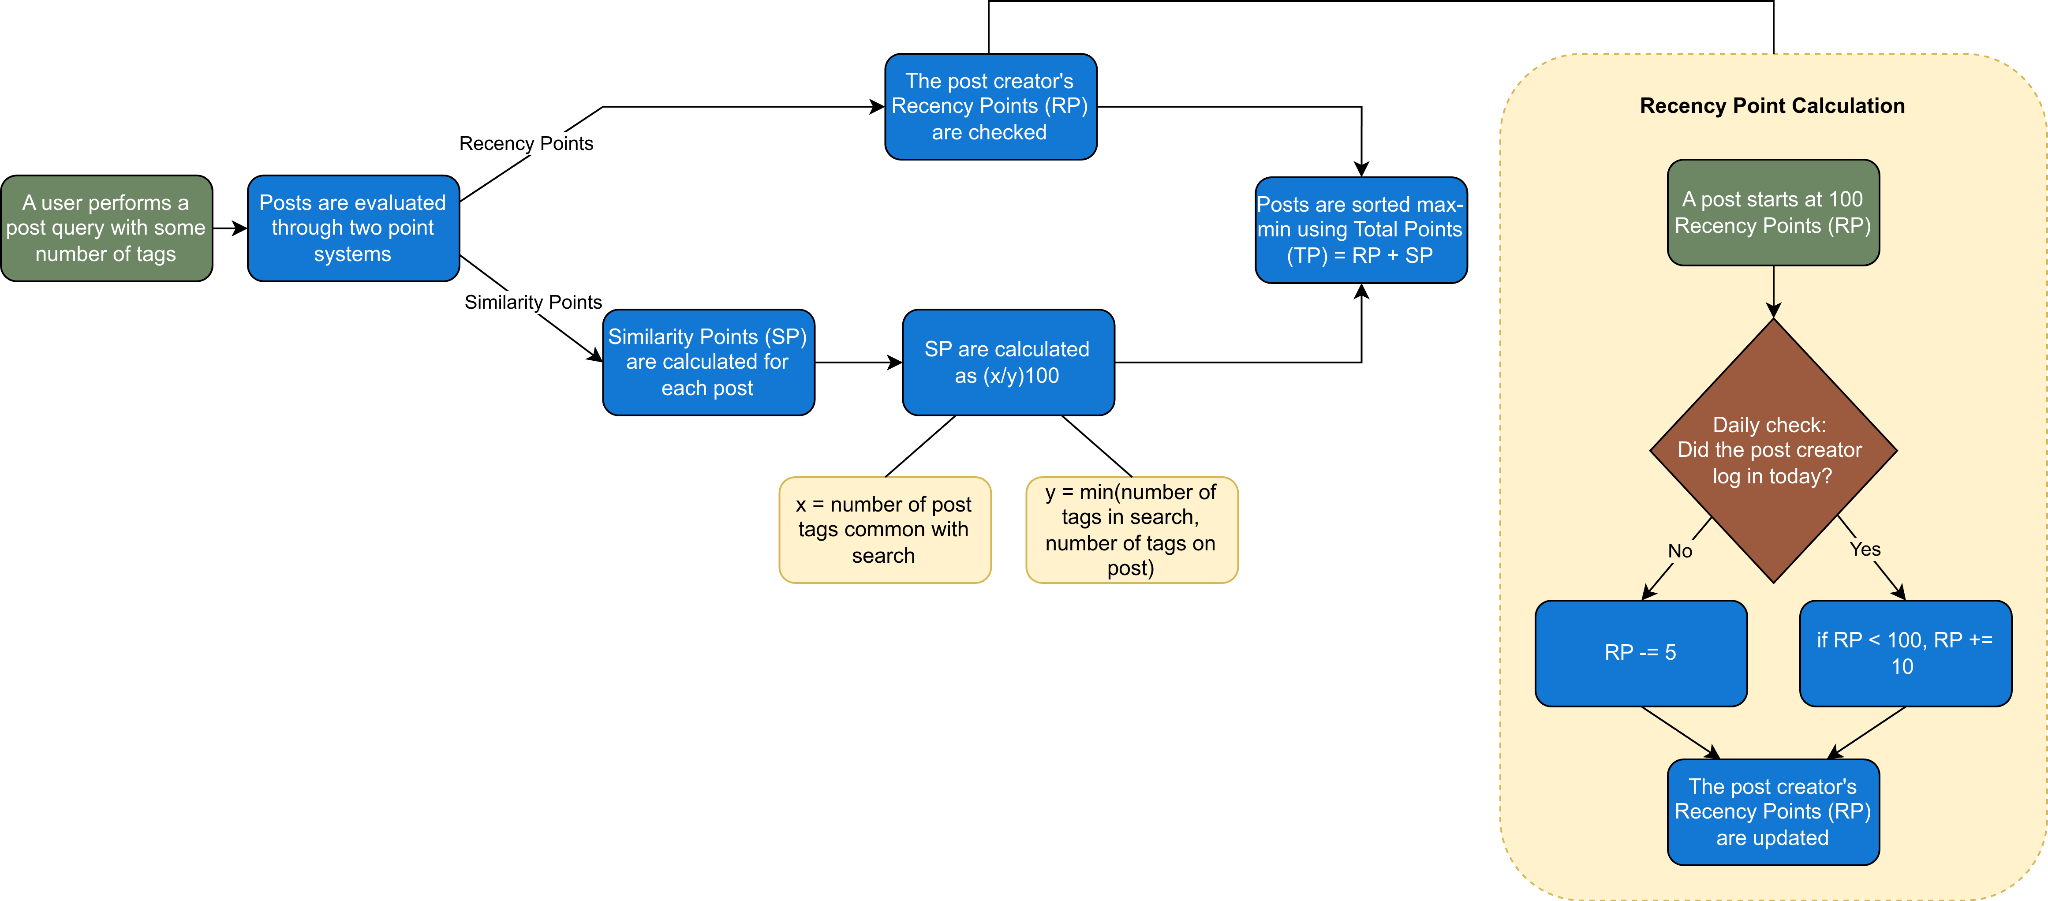 A user performs a
post query with some
number of tags
Posts are evaluated
through two point
systems
Recency Points
Similarity Points
The post creator's
Recency Points (RP)
are checked
Similarity Points (SP)
are calculated for
each post
SP are calculated
as (x/y)100
x = number of post
tags common with
search
y = min(number of
tags in search,
number of tags on
post)
Posts are sorted max-
min using Total Points
(TP) = RP + SP
Recency Point Calculation
A post starts at 100
Recency Points (RP)
Daily check:
Did the post creator
log in today?
No
Yes
RP -= 5
if RP < 100, RP +=
10
The post creator's
Recency Points (RP)
are updated